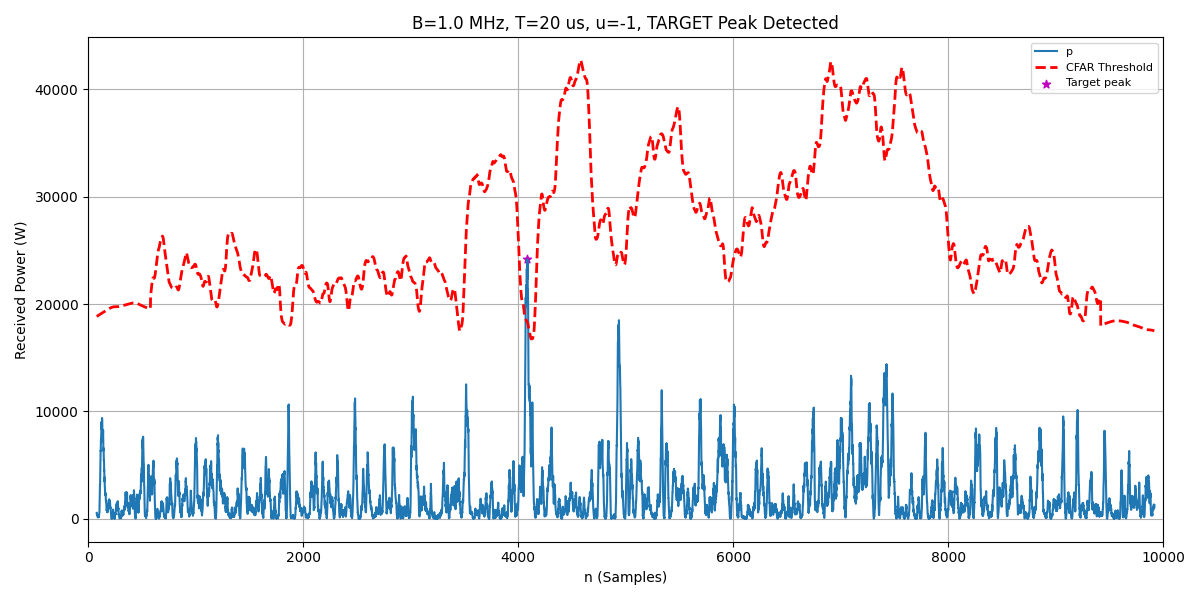 B=1.0 MHz, T=20 us, u=-1, TARGET Peak Detected
p
CFAR Threshold
Target peak
Received Power (W)
40000
30000
20000
10000
0
0 2000 4000 6000 8000 10000
n (Samples)